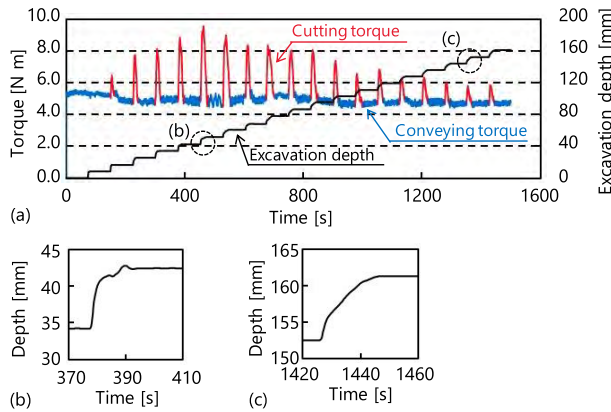 10.0
8.0
6.0
4.0
2.0
0.0
Torque [N m]
200
160
120
80
40
0
Excavation depth [mm]
Cutting torque
(c)
(b)
Conveying torque
Excavation depth
0
400
800
1200
1600
Time [s]
(a)
45
40
35
30
Depth [mm]
370
390
410
Time [s]
(b)
165
160
155
150
Depth [mm]
1420
1440
1460
Time [s]
(c)